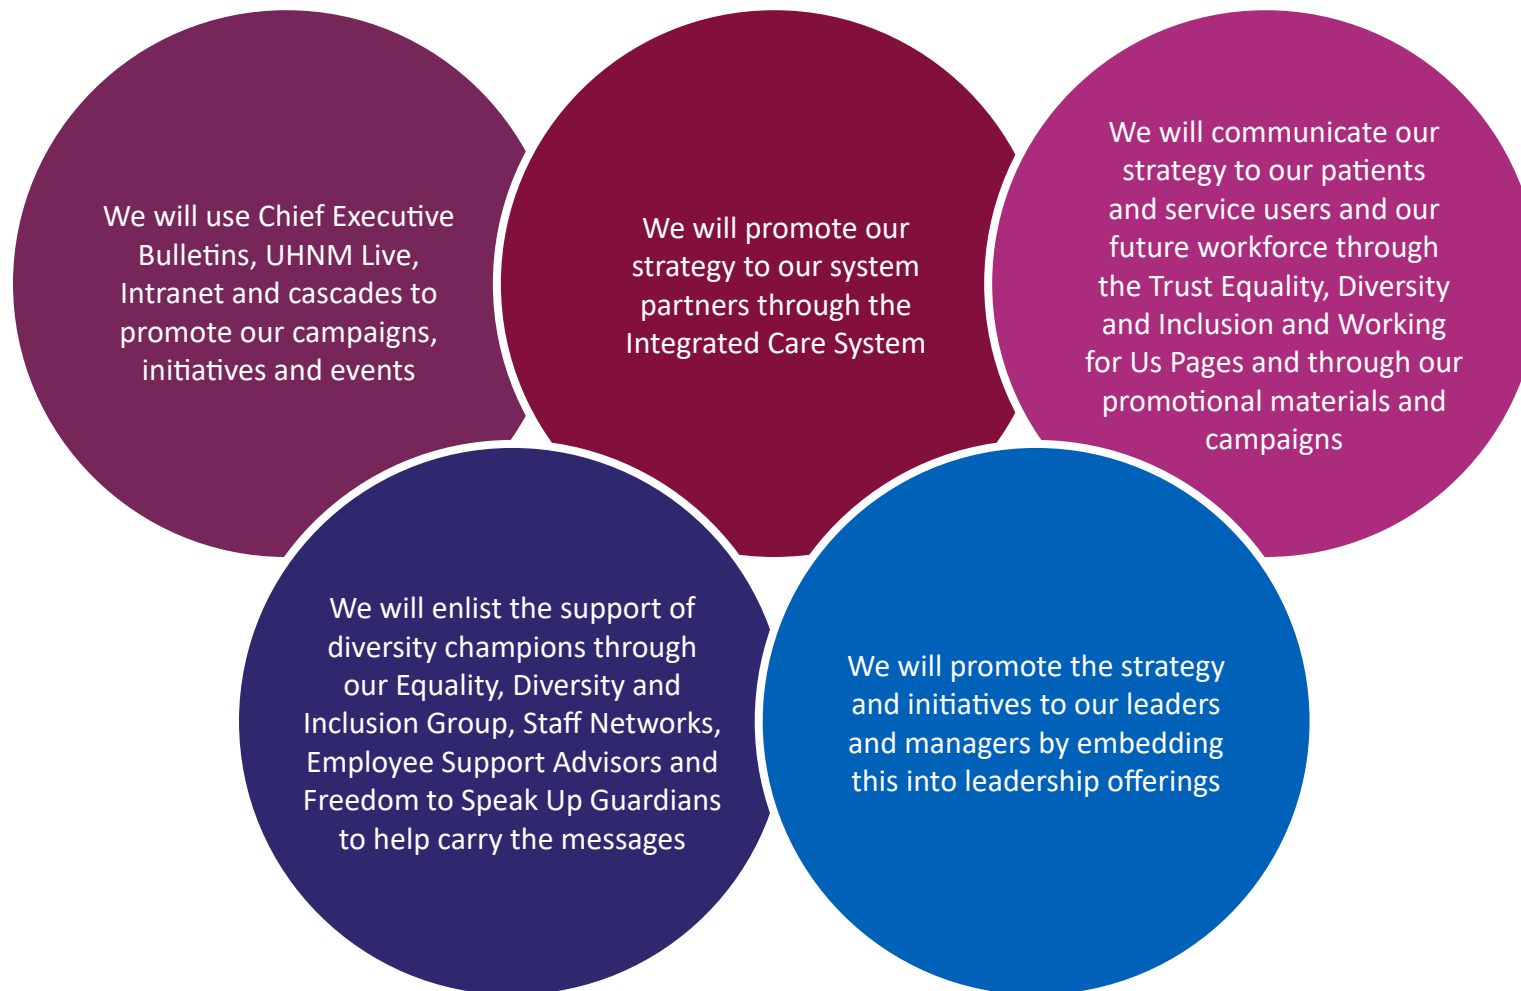 We will use Chief Executive
Bulletins, UHNM Live,
Intranet and cascades to
promote our campaigns,
initiatives and events
We will promote our
strategy to our system
partners through the
Integrated Care System
We will communicate our
strategy to our patients
and service users and our
future workforce through
the Trust Equality, Diversity
and Inclusion and Working
for Us Pages and through our
promotional materials and
campaigns
We will enlist the support of
diversity champions through
our Equality, Diversity and
Inclusion Group, Staff Networks,
Employee Support Advisors and
Freedom to Speak Up Guardians
to help carry the messages
We will promote the strategy
and initiatives to our leaders
and managers by embedding
this into leadership offerings